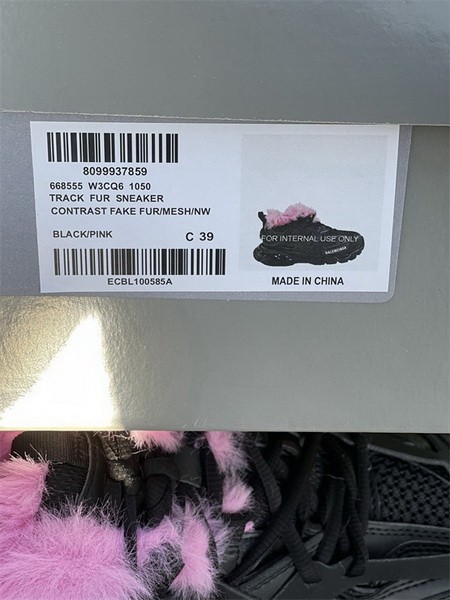 8099937859
668555 W3CQ6 1050
TRACK FUR SNEAKER
CONTRAST FAKE FUR/MESH/NW
BLACK/PINK C 39
ECBL100585A
FOR INTERNAL USE ONLY
BALENCIAGA
MADE IN CHINA